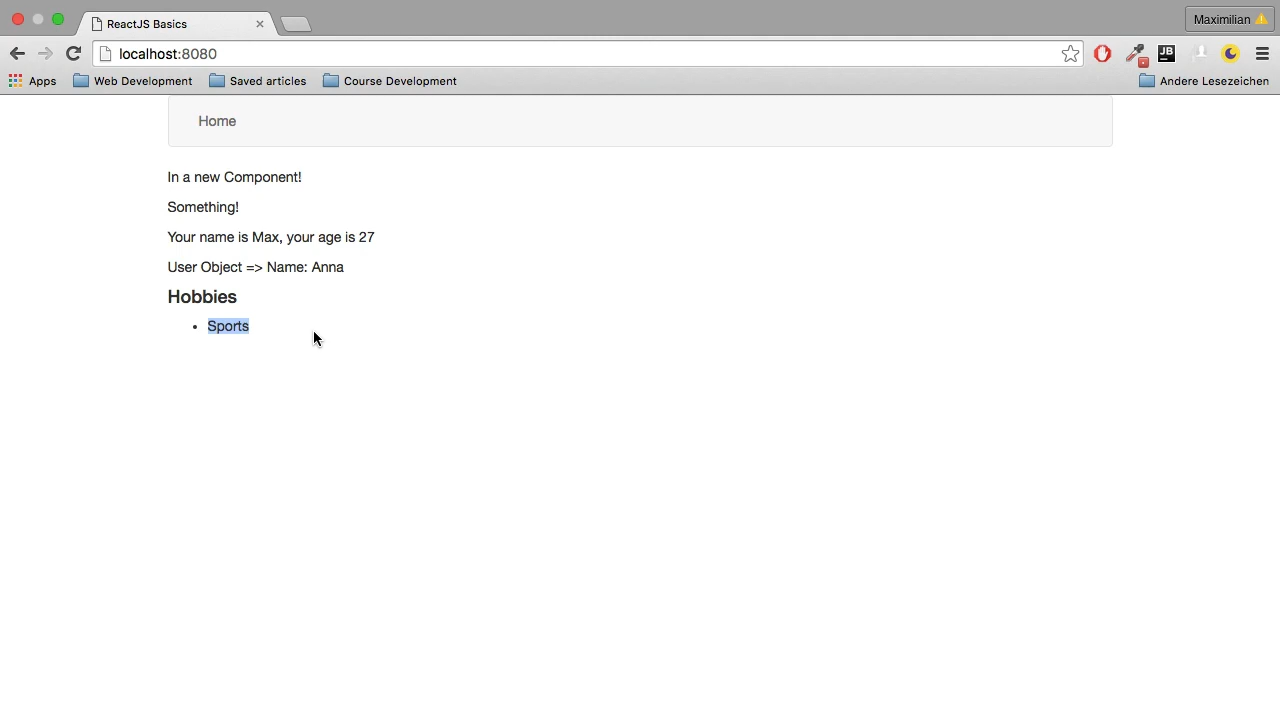 ReactJS Basics
Maximilian
localhost:8080
JB
Apps
Web Development
Saved articles
Course Development
Andere Lesezeichen
Home
In a new Component!
Something!
Your name is Max, your age is 27
User Object => Name: Anna
Hobbies
Sports